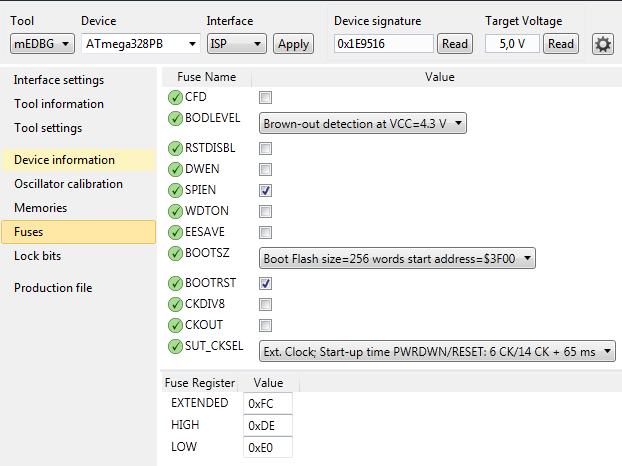 Tool Device Interface Device signature Target Voltage
mEDBG ATmega328PB ISP Apply 0x1E9516 Read 5,0 V Read
Interface settings
Tool information
Tool settings
Device information
Oscillator calibration
Memories
Fuses
Lock bits
Production file
Fuse Name Value
CFD
BODLEVEL Brown-out detection at VCC=4.3 V
RSTDISBL
DWEN
SPIEN
WDTON
EESAVE
BOOTSZ Boot Flash size=256 words start address=$3F00
BOOTRST
CKDIV8
CKOUT
SUT_CKSEL Ext. Clock; Start-up time PWRDWN/RESET: 6 CK/14 CK + 65 ms
Fuse Register Value
EXTENDED 0xFC
HIGH 0xDE
LOW 0xE0